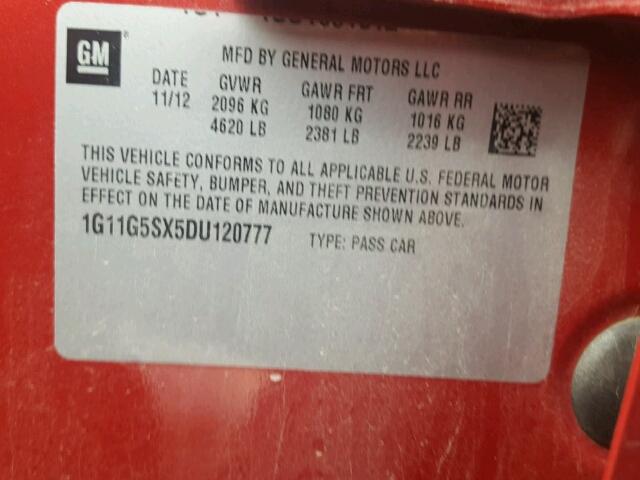 GM
®
MFD BY GENERAL MOTORS LLC
DATE GVWR GAWR FRT GAWR RR
11/12 2096 KG 1080 KG 1016 KG
4620 LB 2381 LB 2239 LB
THIS VEHICLE CONFORMS TO ALL APPLICABLE U.S. FEDERAL MOTOR
VEHICLE SAFETY, BUMPER, AND THEFT PREVENTION STANDARDS IN
EFFECT ON THE DATE OF MANUFACTURE SHOWN ABOVE.
1G11G5SX5DU120777 TYPE: PASS CAR